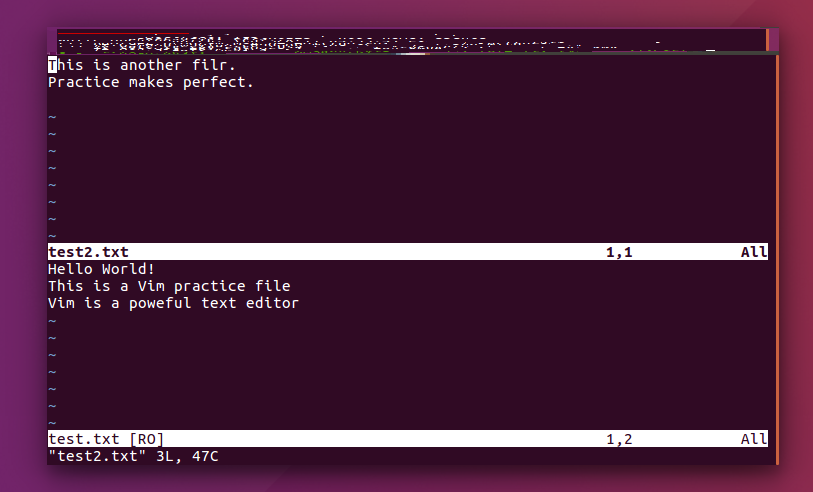 This is another filr.
Practice makes perfect.
~
~
~
~
~
~
~
~
test2.txt 1,1 All
Hello World!
This is a Vim practice file
Vim is a poweful text editor
~
~
~
~
~
~
~
test.txt [RO] 1,2 All
"test2.txt" 3L, 47C